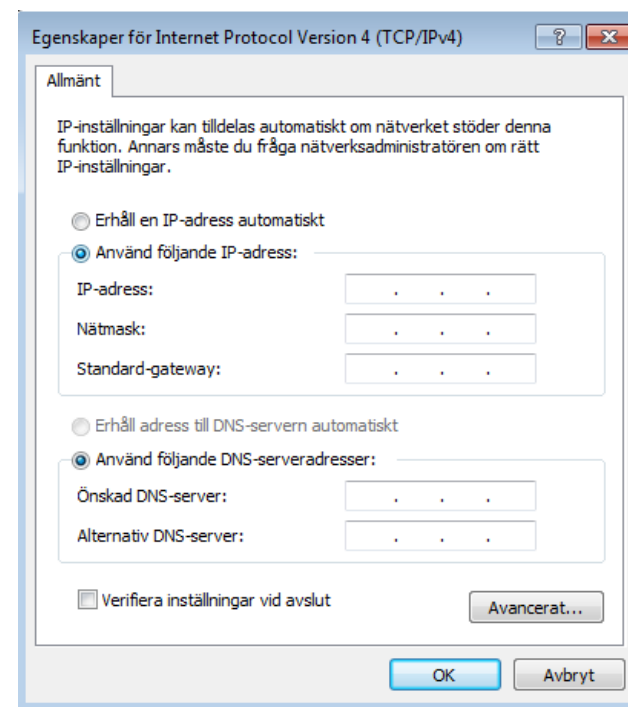 Egenskaper för Internet Protocol Version 4 (TCP/IPv4)
Allmänt
IP-inställningar kan tilldelas automatiskt om nätverket stöder denna
funktion. Annars måste du fråga nätverksadministratören om rätt
IP-inställningar.
Erhåll en IP-adress automatiskt
Använd följande IP-adress:
IP-adress: . . .
Nätmask: . . .
Standard-gateway: . . .
Erhåll adress till DNS-servern automatiskt
Använd följande DNS-serveradresser:
Önskad DNS-server: . . .
Alternativ DNS-server: . . .
Verifiera inställningar vid avslut
Avancerat...
OK Avbryt